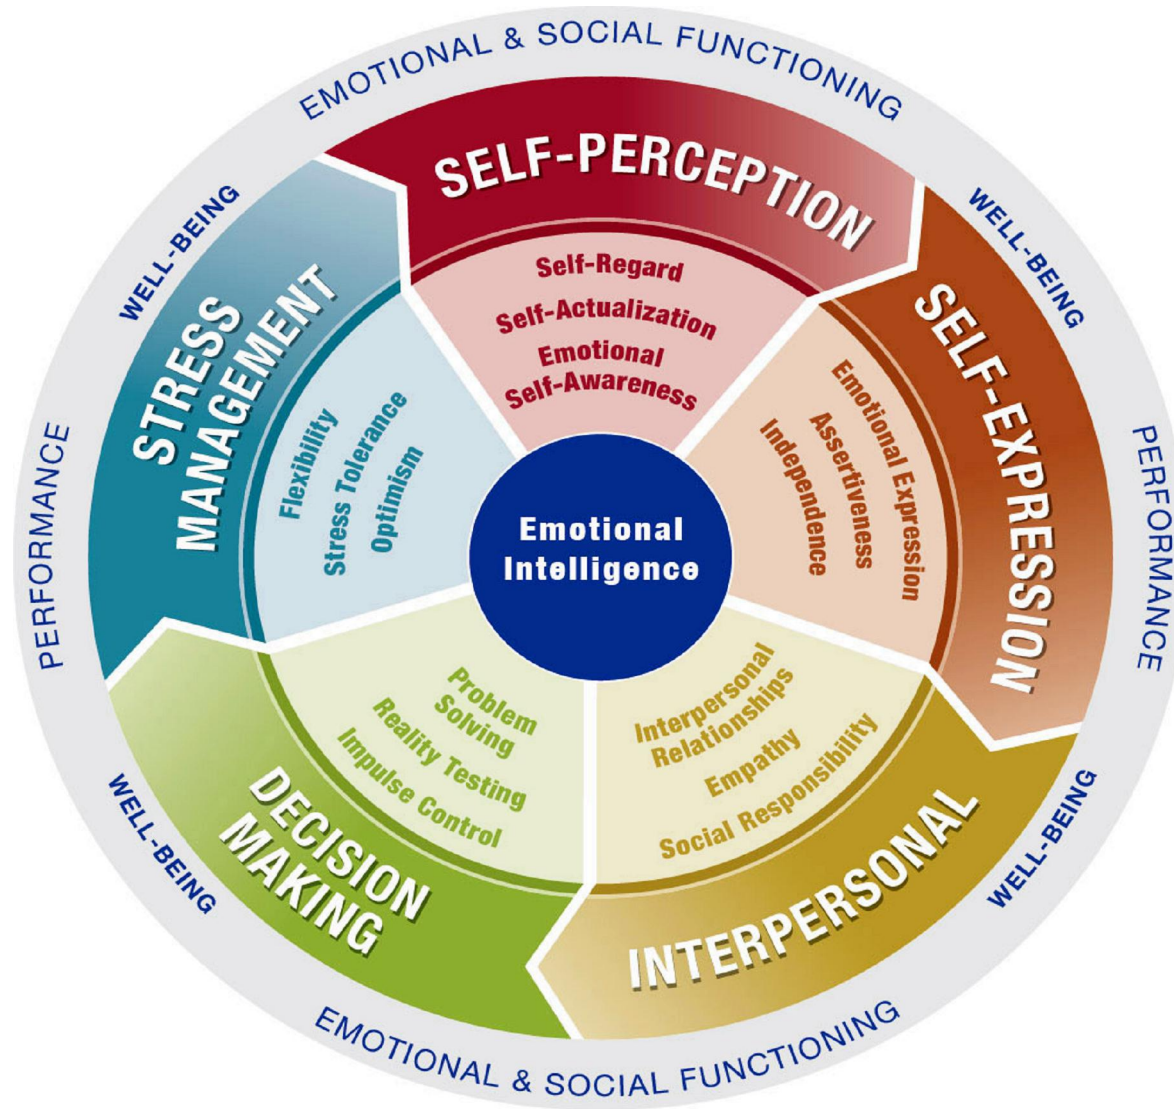 EMOTIONAL & SOCIAL FUNCTIONING
WELL-BEING
WELL-BEING
SELF-PERCEPTION
Self-Regard
Self-Actualization
Emotional
Self-Awareness
SELF-EXPRESSION
Emotional Expression
Assertiveness
Independence
STRESS
MANAGEMENT
Flexibility
Stress Tolerance
Optimism
PERFORMANCE
PERFORMANCE
Emotional
Intelligence
Interpersonal
Relationships
Empathy
Social Responsibility
INTERPERSONAL
Problem
Solving
Reality Testing
Impulse Control
DECISION
MAKING
WELL-BEING
WELL-BEING
EMOTIONAL & SOCIAL FUNCTIONING